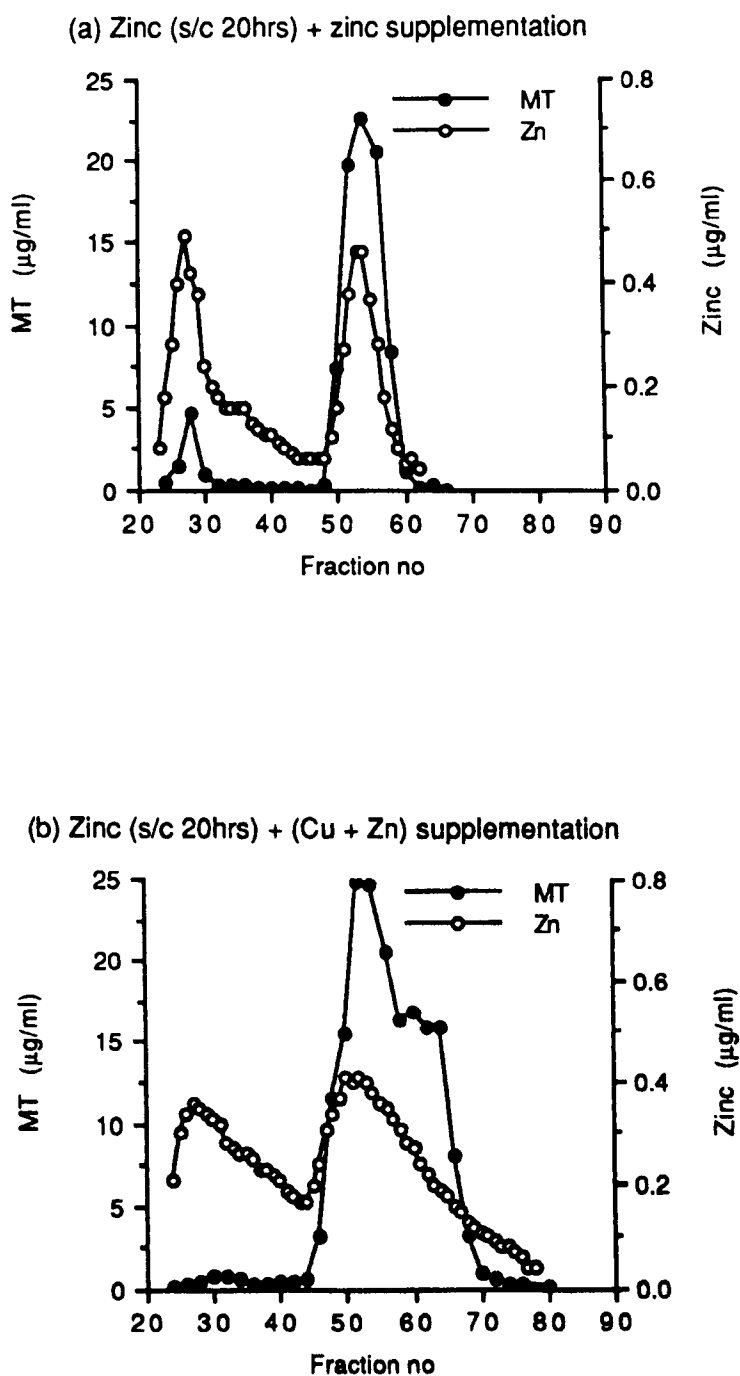 (a) Zinc (s/c 20hrs) + zinc supplementation
MT
Zn
25
20
15
10
5
0
MT (µg/ml)
0.8
0.6
0.4
0.2
0.0
Zinc (µg/ml)
20 30 40 50 60 70 80 90
Fraction no
(b) Zinc (s/c 20hrs) + (Cu + Zn) supplementation
MT
Zn
25
20
15
10
5
0
MT (µg/ml)
0.8
0.6
0.4
0.2
0.0
Zinc (µg/ml)
20 30 40 50 60 70 80 90
Fraction no